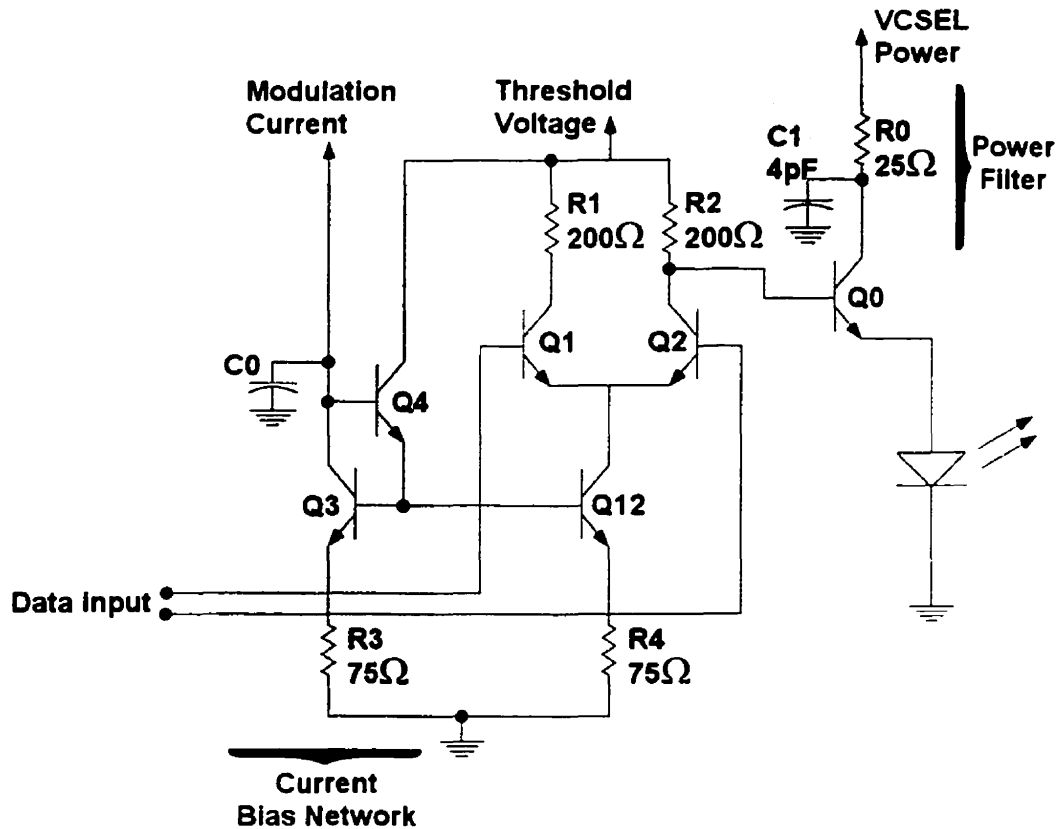 VCSEL
Power
Modulation
Current
Threshold
Voltage
C1
4pF
R0
25Ω
Power
Filter
R1
200Ω
R2
200Ω
Q0
C0
Q1
Q2
Q4
Q3
Q12
Data Input
R3
75Ω
R4
75Ω
Current
Bias Network